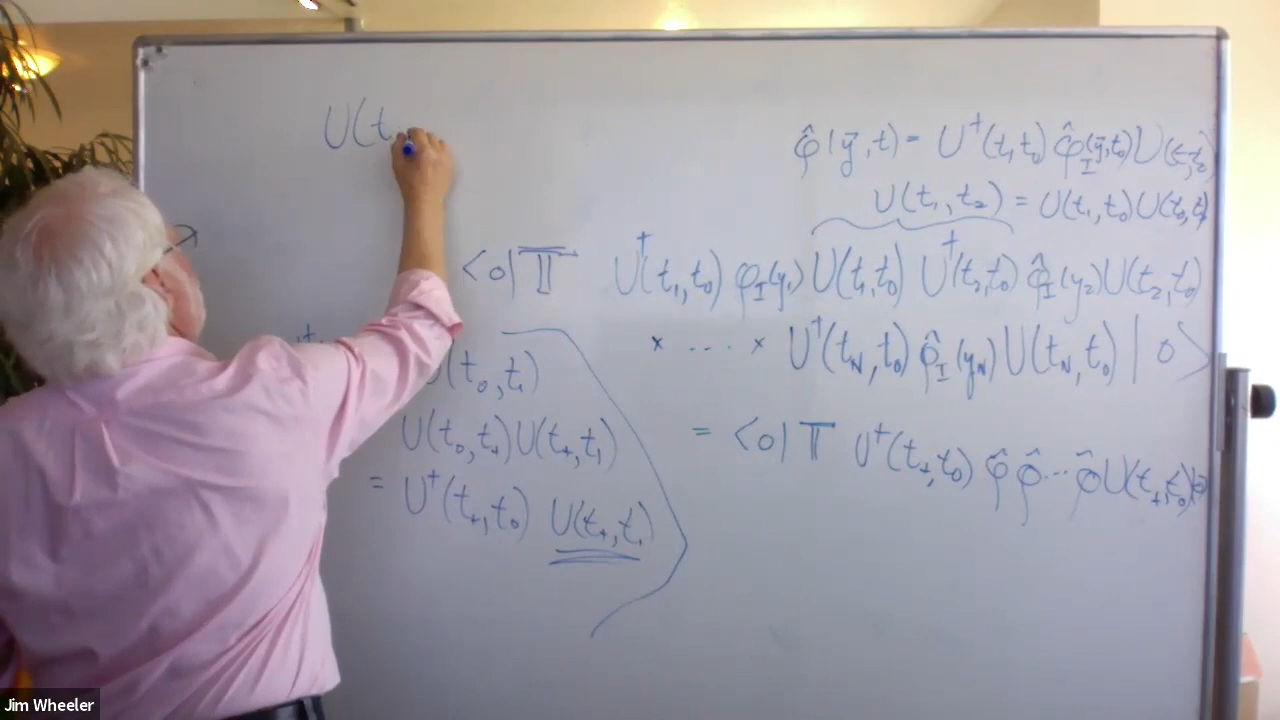 U(t
φ̂(y⃗,t) = U†(t,t₀) φ̂_I(y⃗,t₀) U(t,t₀)
U(t₁,t₂) = U(t₁,t₀)U(t₀,t
<0|T U†(t₁,t₀) φ_I(y₁) U(t₁,t₀) U†(t₂,t₀) φ̂_I(y₂)U(t₂,t₀)
× .... × U†(t_N,t₀) φ̂_I(y_N)U(t_N,t₀)|0>
U(t₀,t₁)
U(t₀,t₊)U(t₊,t₁)
= U†(t₊,t₀) U(t₊,t₁)
= <0|T U†(t₊,t₀) φ̂ φ̂ ... φ̂ U(t₊,t₀)|0>
Jim Wheeler